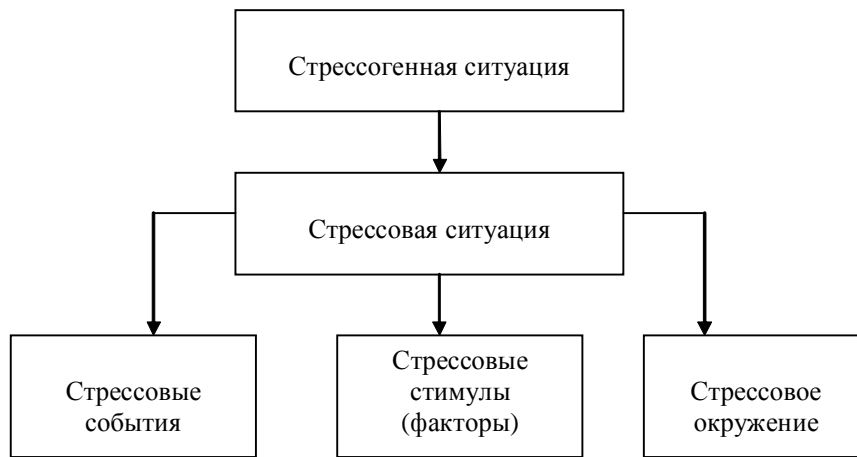 Стрессогенная ситуация
Стрессовая ситуация
Стрессовые
события
Стрессовые
стимулы
(факторы)
Стрессовое
окружение